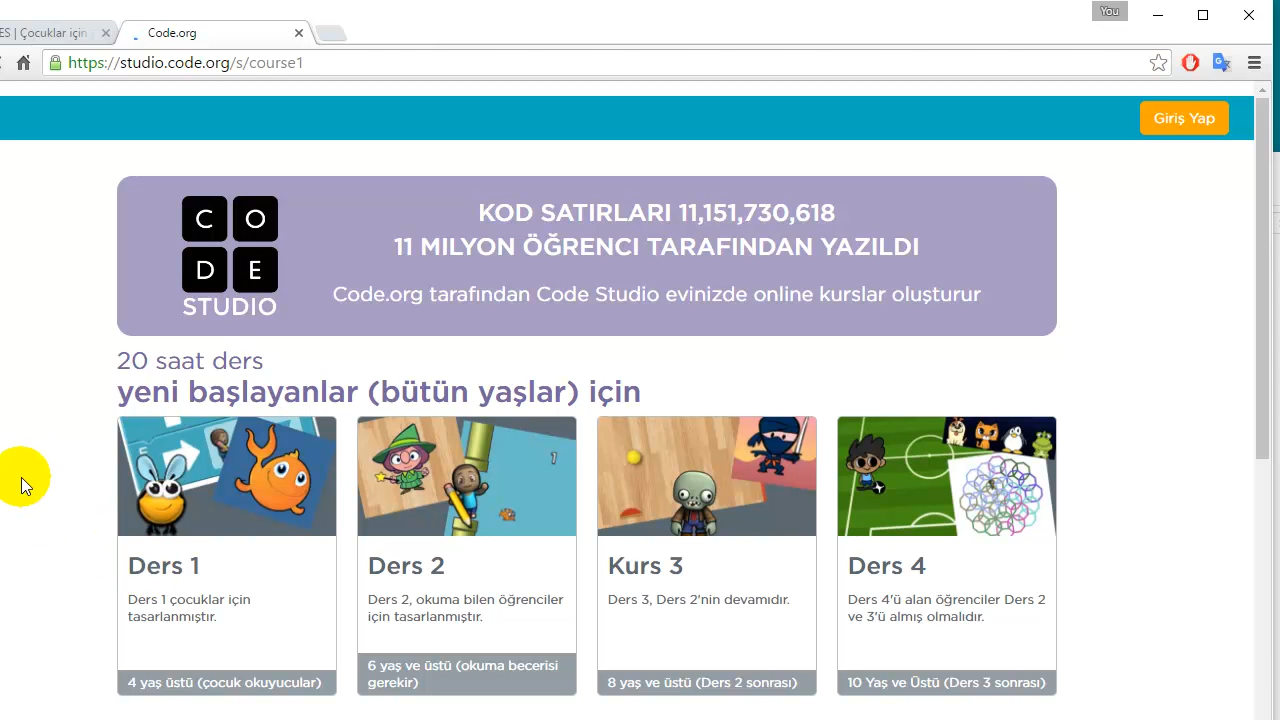 You
ES | Çocuklar için
Code.org
https://studio.code.org/s/course1
Giriş Yap
C O
D E
STUDIO
KOD SATIRLARI 11,151,730,618
11 MILYON ÖĞRENCI TARAFINDAN YAZILDI
Code.org tarafından Code Studio evinizde online kurslar oluşturur
20 saat ders
yeni başlayanlar (bütün yaşlar) için
1
Ders 1
Ders 1 çocuklar için
tasarlanmıştır.
4 yaş üstü (çocuk okuyucular)
Ders 2
Ders 2, okuma bilen öğrenciler
için tasarlanmıştır.
6 yaş ve üstü (okuma becerisi
gerekir)
Kurs 3
Ders 3, Ders 2'nin devamıdır.
8 yaş ve üstü (Ders 2 sonrası)
Ders 4
Ders 4'ü alan öğrenciler Ders 2
ve 3'ü almış olmalıdır.
10 Yaş ve Üstü (Ders 3 sonrası)